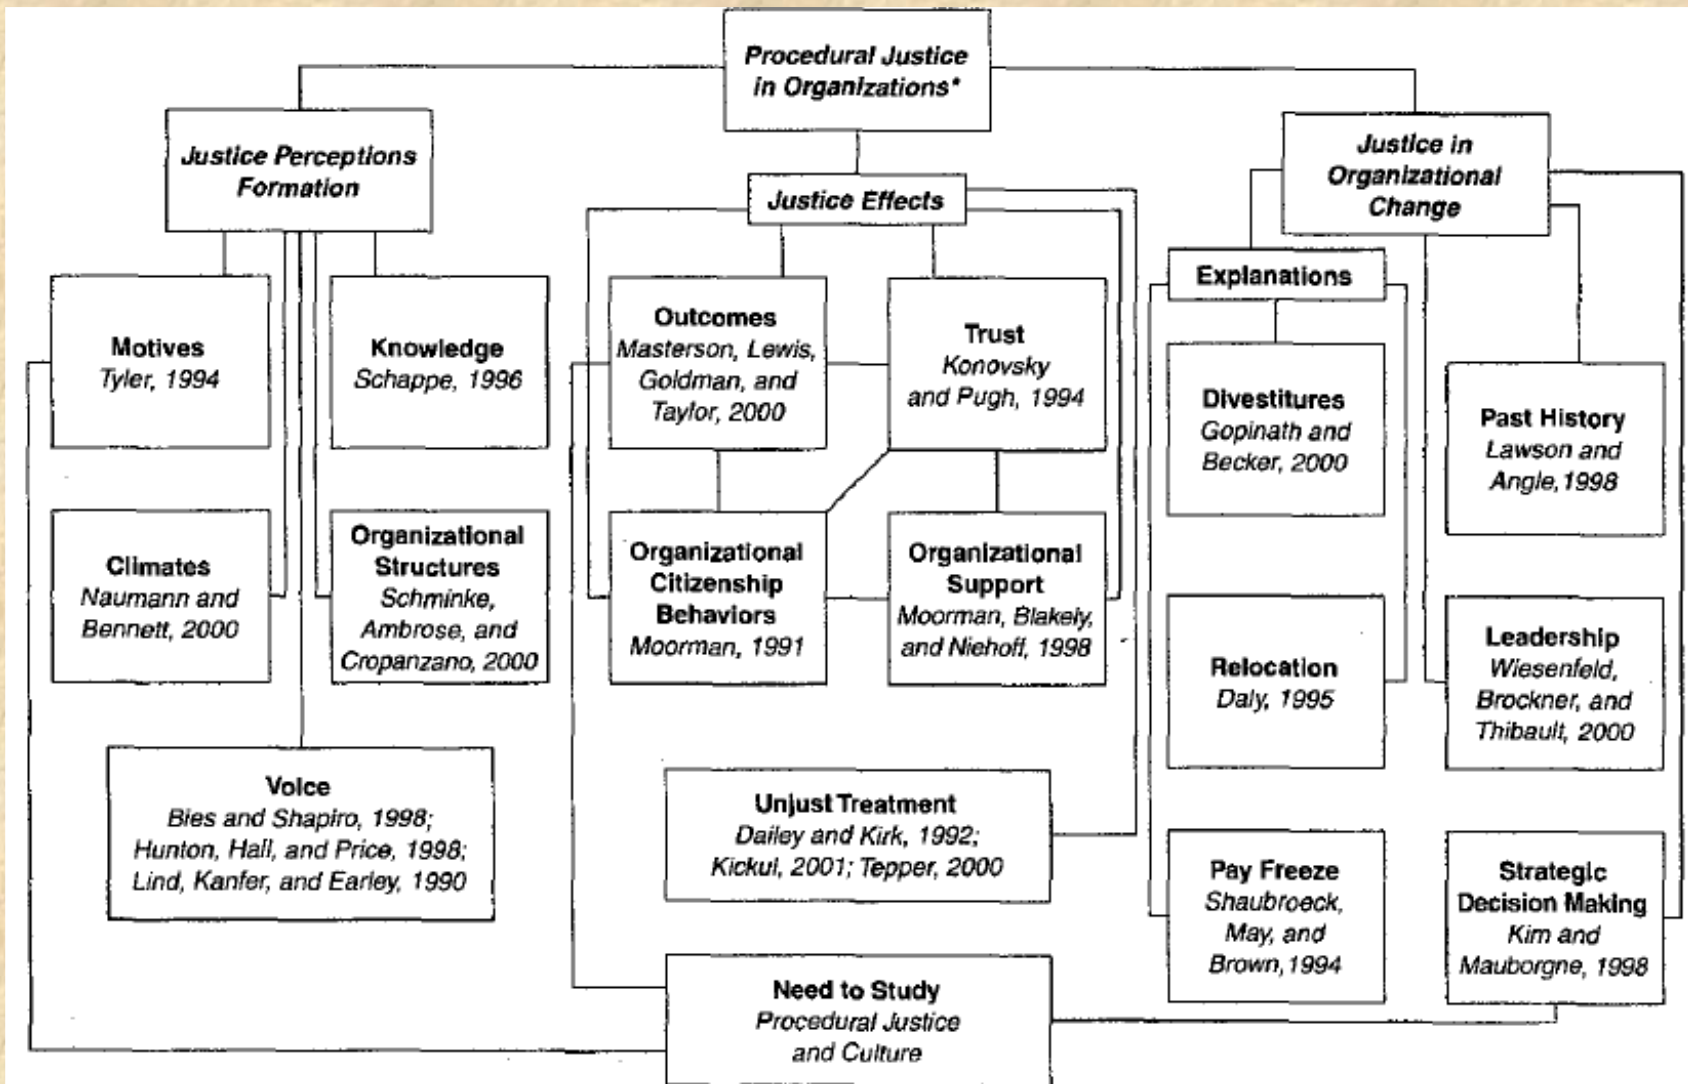 Procedural Justice
in Organizations*
Justice Perceptions
Formation
Justice Effects
Justice in
Organizational
Change
Motives
Tyler, 1994
Knowledge
Schappe, 1996
Climates
Naumann and
Bennett, 2000
Organizational
Structures
Schminke,
Ambrose, and
Cropanzano, 2000
Voice
Bies and Shapiro, 1998;
Hunton, Hall, and Price, 1998;
Lind, Kanfer, and Earley, 1990
Outcomes
Masterson, Lewis,
Goldman, and
Taylor, 2000
Trust
Konovsky
and Pugh, 1994
Organizational
Citizenship
Behaviors
Moorman, 1991
Organizational
Support
Moorman, Blakely,
and Niehoff, 1998
Unjust Treatment
Dailey and Kirk, 1992;
Kickul, 2001; Tepper, 2000
Need to Study
Procedural Justice
and Culture
Explanations
Divestitures
Gopinath and
Becker, 2000
Relocation
Daly, 1995
Pay Freeze
Shaubroeck,
May, and
Brown, 1994
Past History
Lawson and
Angle, 1998
Leadership
Wiesenfeld,
Brockner, and
Thibault, 2000
Strategic
Decision Making
Kim and
Mauborgne, 1998